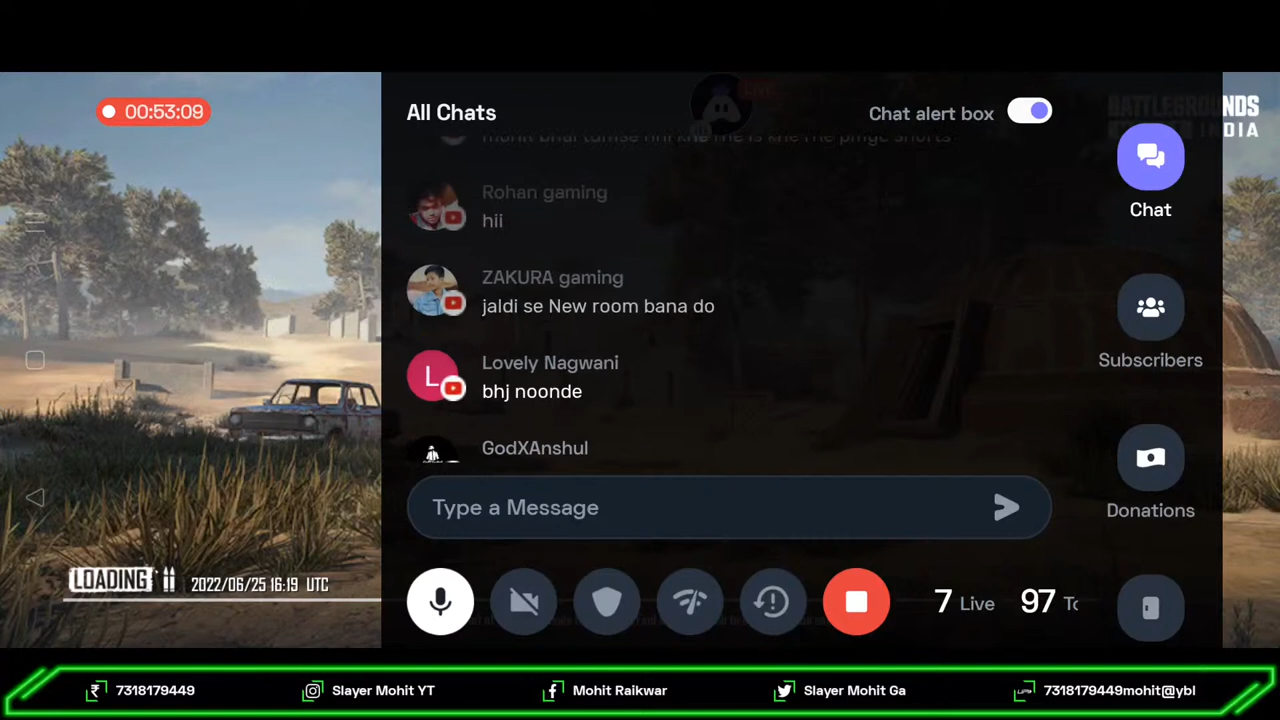 00:53:09
All Chats
LIVE
Chat alert box
BATTLEGROUNDS
INDIA
Chat
Rohan gaming
hii
ZAKURA gaming
jaldi se New room bana do
Lovely Nagwani
bhj noonde
GodXAnshul
Subscribers
Type a Message
Donations
LOADING
2022/06/25 16:19 UTC
7 Live
97 To
₹ 7318179449
Slayer Mohit YT
Mohit Raikwar
Slayer Mohit Ga
7318179449mohit@ybl